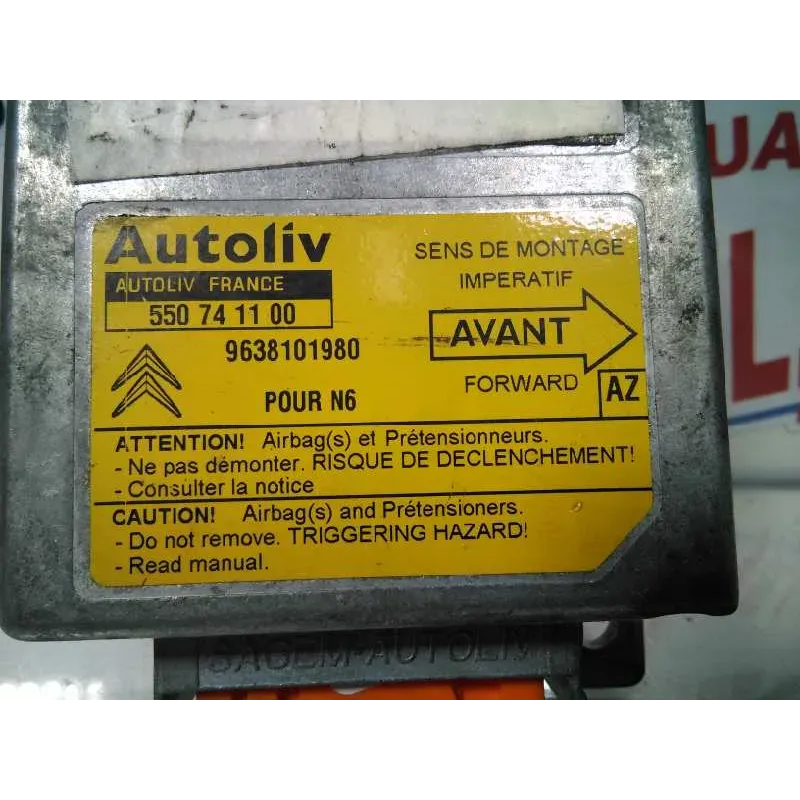 Autoliv
AUTOLIV FRANCE
550 74 11 00
9638101980
POUR N6
SENS DE MONTAGE
IMPERATIF
AVANT
FORWARD
AZ
ATTENTION! Airbag(s) et Prétensionneurs.
- Ne pas démonter. RISQUE DE DECLENCHEMENT!
- Consulter la notice
CAUTION! Airbag(s) and Prétensioners.
- Do not remove. TRIGGERING HAZARD!
- Read manual.
SAGEM-AUTOLIV
UA
L